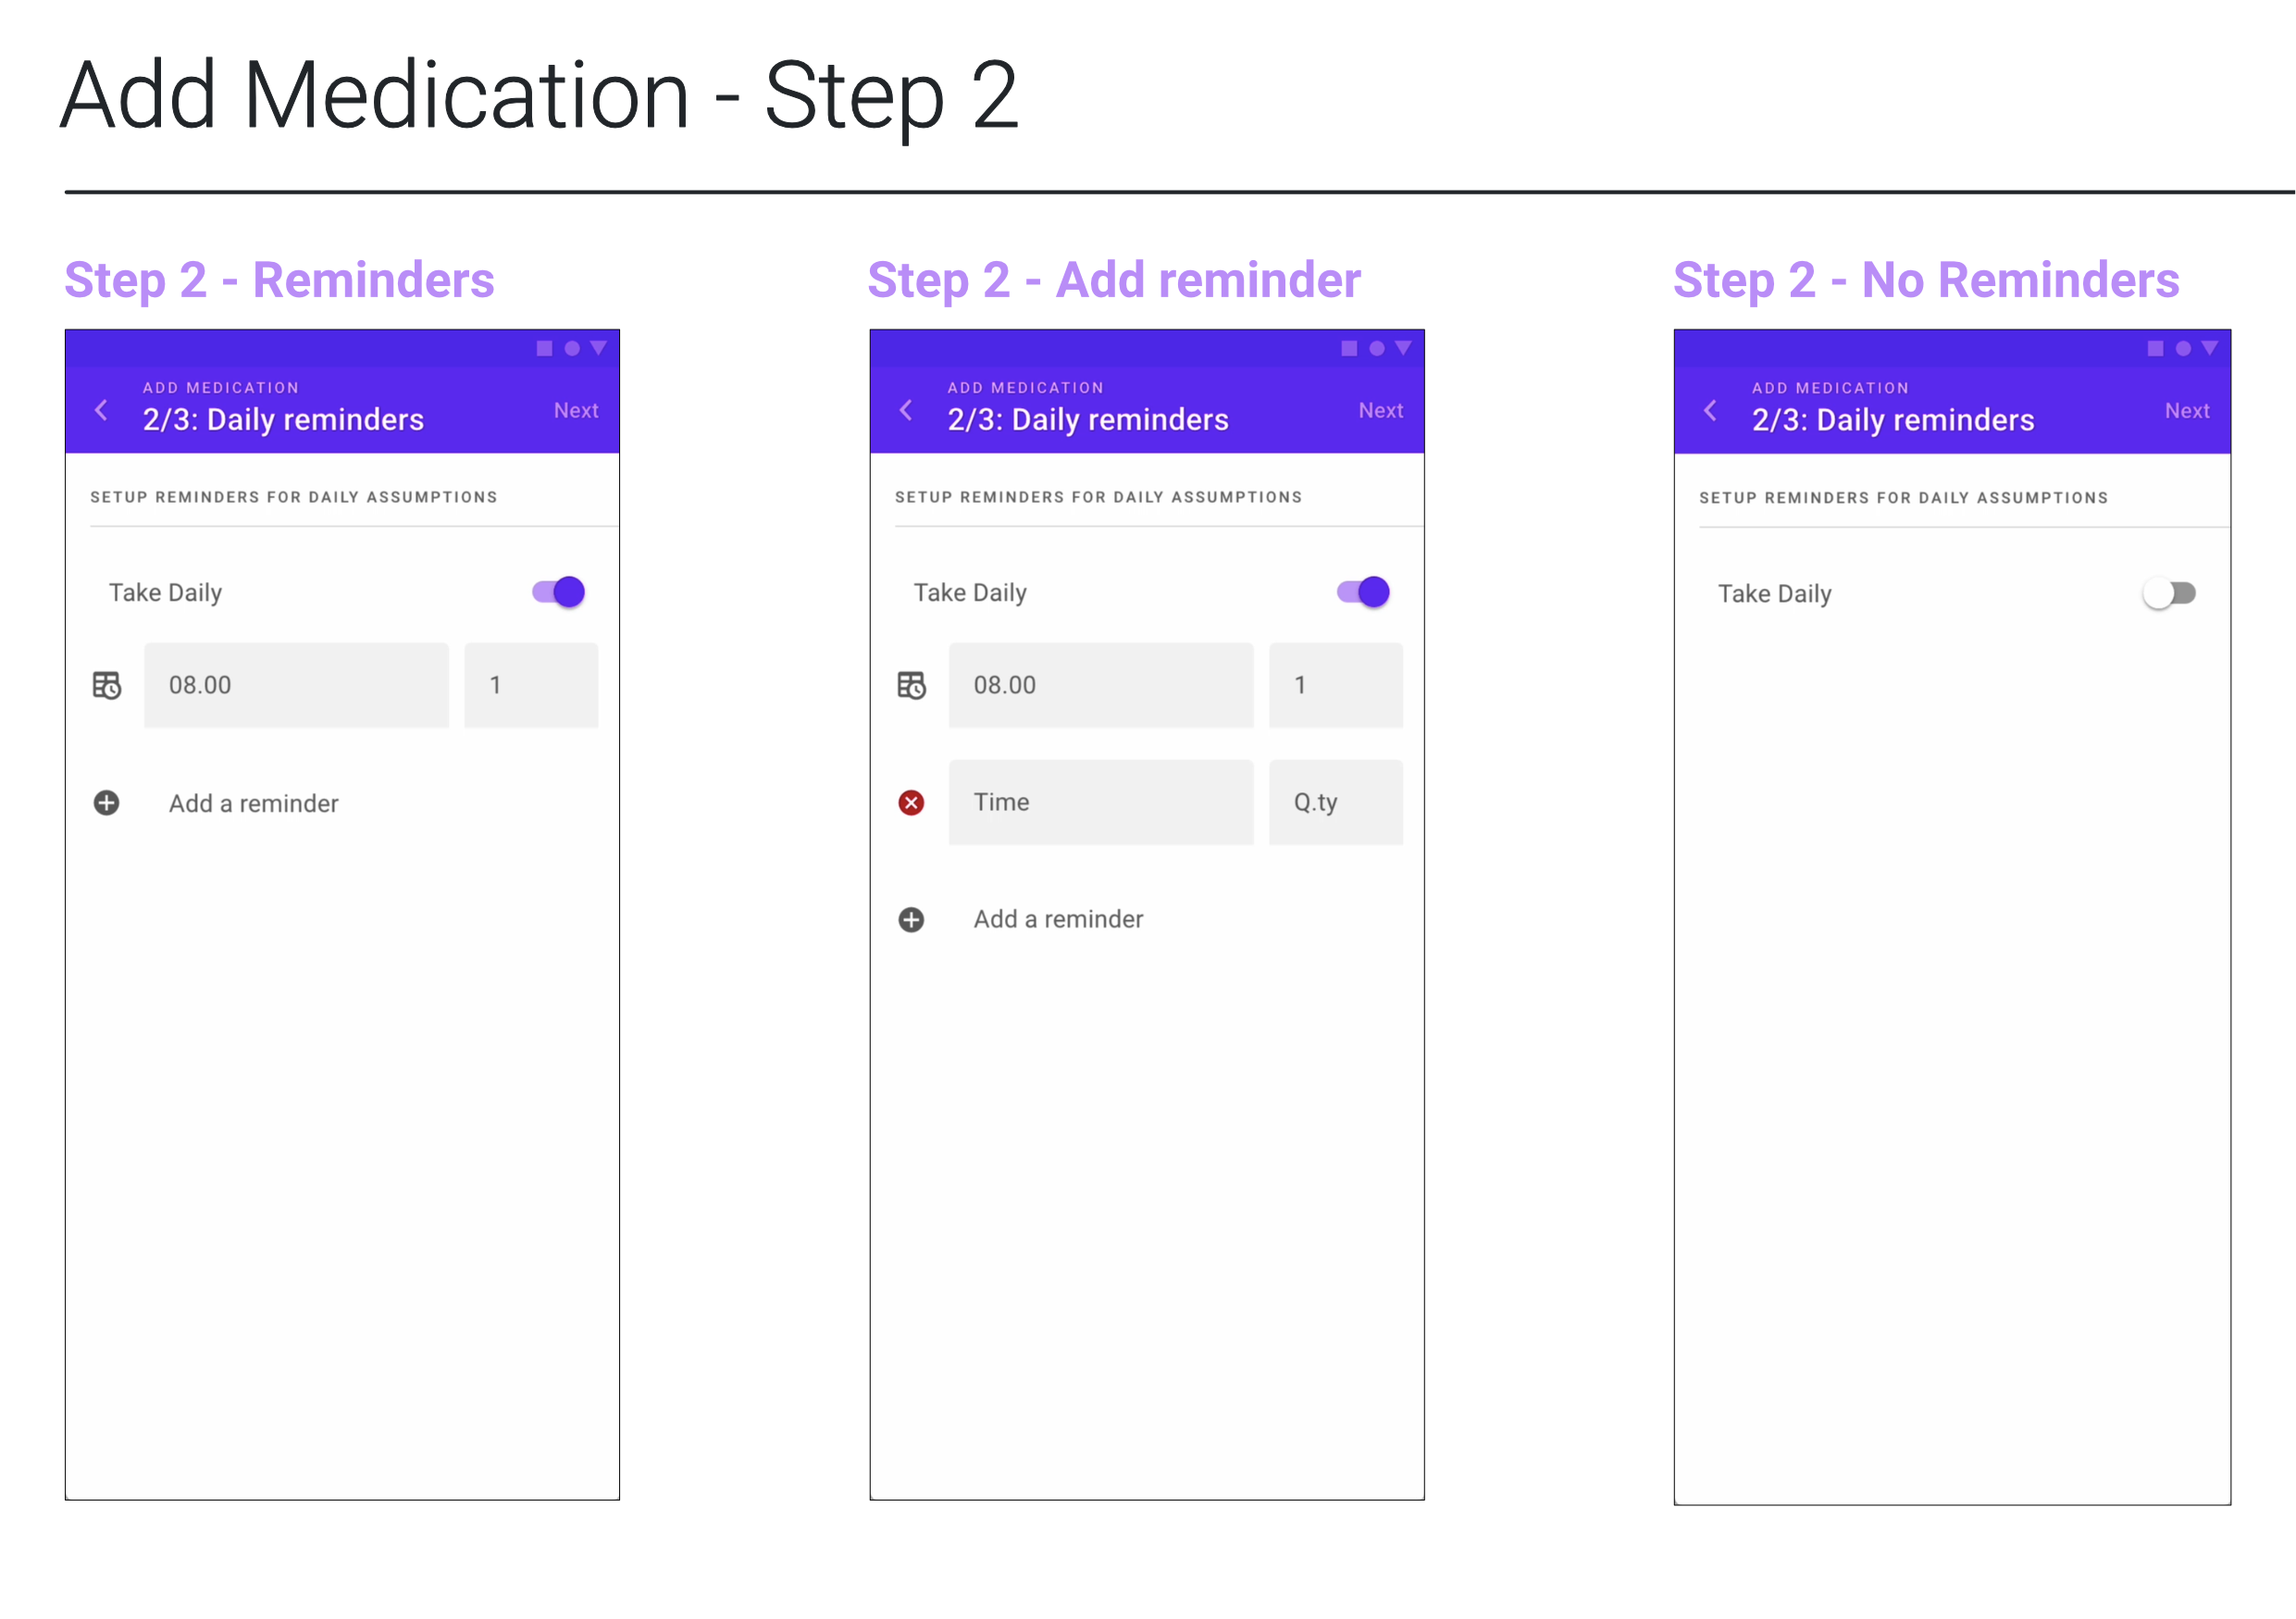 Add Medication - Step 2
Step 2 - Reminders
ADD MEDICATION
2/3: Daily reminders
Next
SETUP REMINDERS FOR DAILY ASSUMPTIONS
Take Daily
08.00
1
Add a reminder
Step 2 - Add reminder
ADD MEDICATION
2/3: Daily reminders
Next
SETUP REMINDERS FOR DAILY ASSUMPTIONS
Take Daily
08.00
1
Time
Q.ty
Add a reminder
Step 2 - No Reminders
ADD MEDICATION
2/3: Daily reminders
Next
SETUP REMINDERS FOR DAILY ASSUMPTIONS
Take Daily